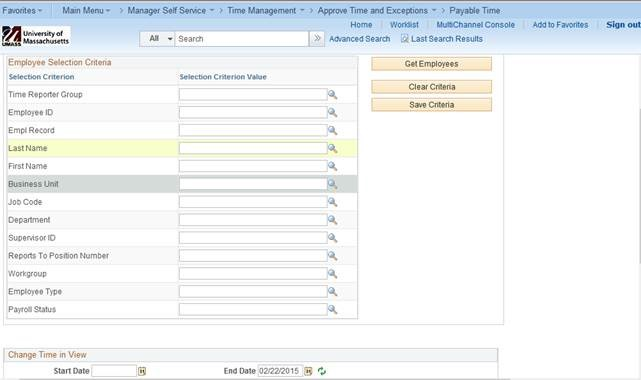 Favorites Main Menu > Manager Self Service > Time Management > Approve Time and Exceptions > Payable Time
Home Worklist MultiChannel Console Add to Favorites Sign out
UMASS University of Massachusetts
All Search >> Advanced Search Last Search Results
Employee Selection Criteria
Get Employees
Selection Criterion Selection Criterion Value
Clear Criteria
Time Reporter Group
Save Criteria
Employee ID
Empl Record
Last Name
First Name
Business Unit
Job Code
Department
Supervisor ID
Reports To Position Number
Workgroup
Employee Type
Payroll Status
Change Time in View
Start Date End Date 02/22/2015